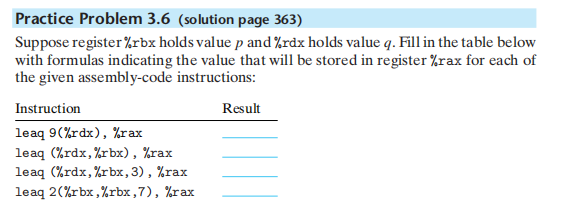 Practice Problem 3.6 (solution page 363)
Suppose register %rbx holds value p and %rdx holds value q. Fill in the table below
with formulas indicating the value that will be stored in register %rax for each of
the given assembly-code instructions:
Instruction Result
leaq 9(%rdx), %rax
leaq (%rdx,%rbx), %rax
leaq (%rdx,%rbx,3), %rax
leaq 2(%rbx,%rbx,7), %rax